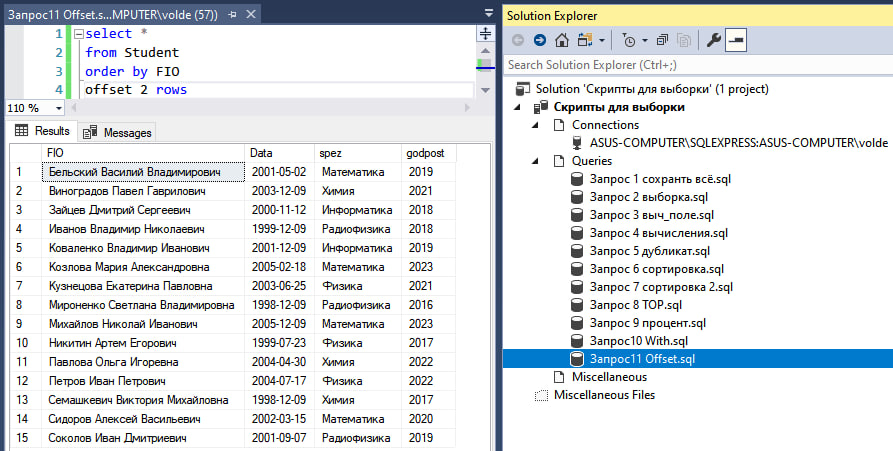 Запрос11 Offset.s...MPUTER\volde (57))
1 select *
2 from Student
3 order by FIO
4 offset 2 rows
110 %
Results Messages
FIO Data spez godpost
1 Бельский Василий Владимирович 2001-05-02 Математика 2019
2 Виноградов Павел Гаврилович 2003-12-09 Химия 2021
3 Зайцев Дмитрий Сергеевич 2000-11-12 Информатика 2018
4 Иванов Владимир Николаевич 1999-12-09 Радиофизика 2018
5 Коваленко Владимир Иванович 2001-12-09 Информатика 2019
6 Козлова Мария Александровна 2005-02-18 Математика 2023
7 Кузнецова Екатерина Павловна 2003-06-25 Физика 2021
8 Мироненко Светлана Владимировна 1998-12-09 Радиофизика 2016
9 Михайлов Николай Иванович 2005-12-09 Математика 2023
10 Никитин Артем Егорович 1999-07-23 Физика 2017
11 Павлова Ольга Игоревна 2004-04-30 Химия 2022
12 Петров Иван Петрович 2004-07-17 Физика 2022
13 Семашкевич Виктория Михайловна 1998-12-09 Химия 2017
14 Сидоров Алексей Васильевич 2002-03-15 Математика 2020
15 Соколов Иван Дмитриевич 2001-09-07 Радиофизика 2019
Solution Explorer
Search Solution Explorer (Ctrl+;)
Solution 'Скрипты для выборки' (1 project)
Скрипты для выборки
Connections
ASUS-COMPUTER\SQLEXPRESS:ASUS-COMPUTER\volde
Queries
Запрос 1 сохранть всё.sql
Запрос 2 выборка.sql
Запрос 3 выч_поле.sql
Запрос 4 вычисления.sql
Запрос 5 дубликат.sql
Запрос 6 сортировка.sql
Запрос 7 сортировка 2.sql
Запрос 8 TOP.sql
Запрос 9 процент.sql
Запрос10 With.sql
Запрос11 Offset.sql
Miscellaneous
Miscellaneous Files